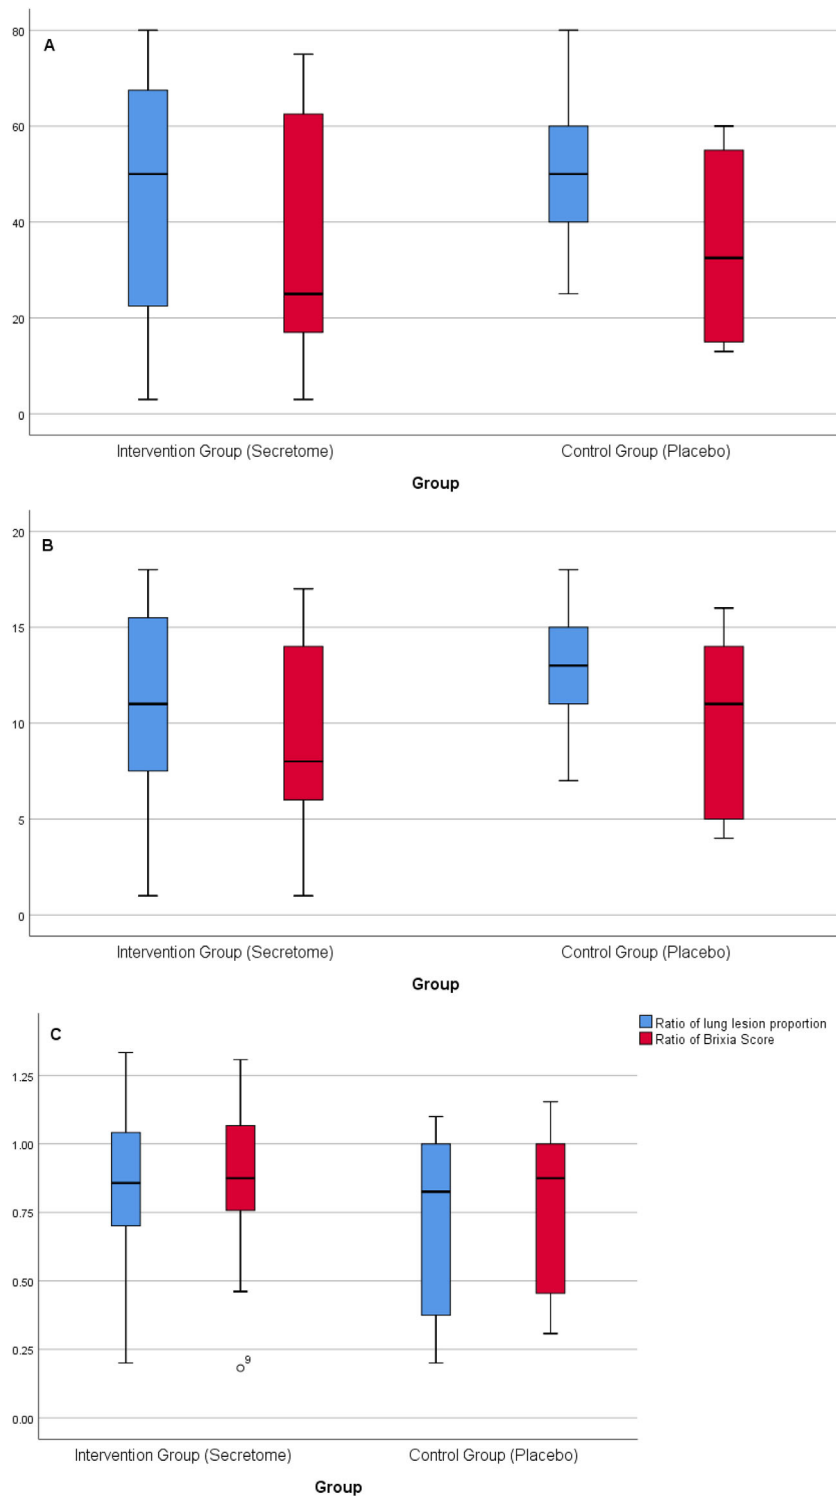 A
80
60
40
20
0
Intervention Group (Secretome) Control Group (Placebo)
Group
B
20
15
10
5
0
Intervention Group (Secretome) Control Group (Placebo)
Group
C
Ratio of lung lesion proportion
Ratio of Brixia Score
1.25
1.00
0.75
0.50
0.25
9
0.00
Intervention Group (Secretome) Control Group (Placebo)
Group